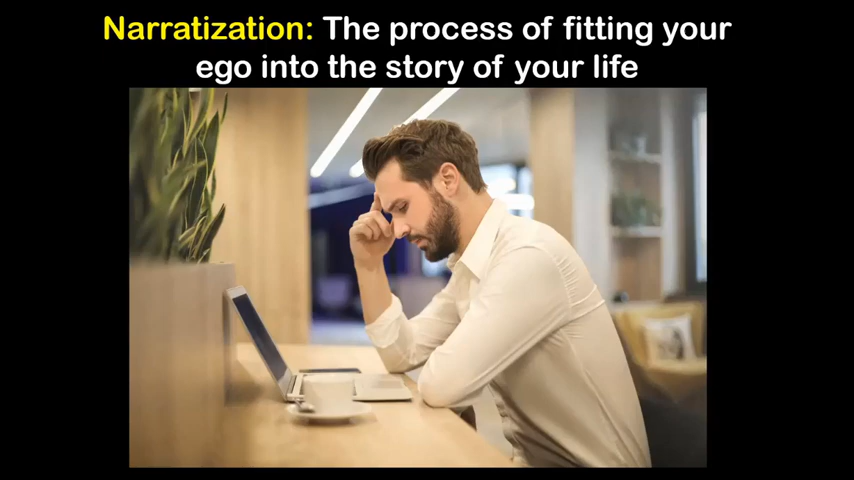 Narratization: The process of fitting your
ego into the story of your life